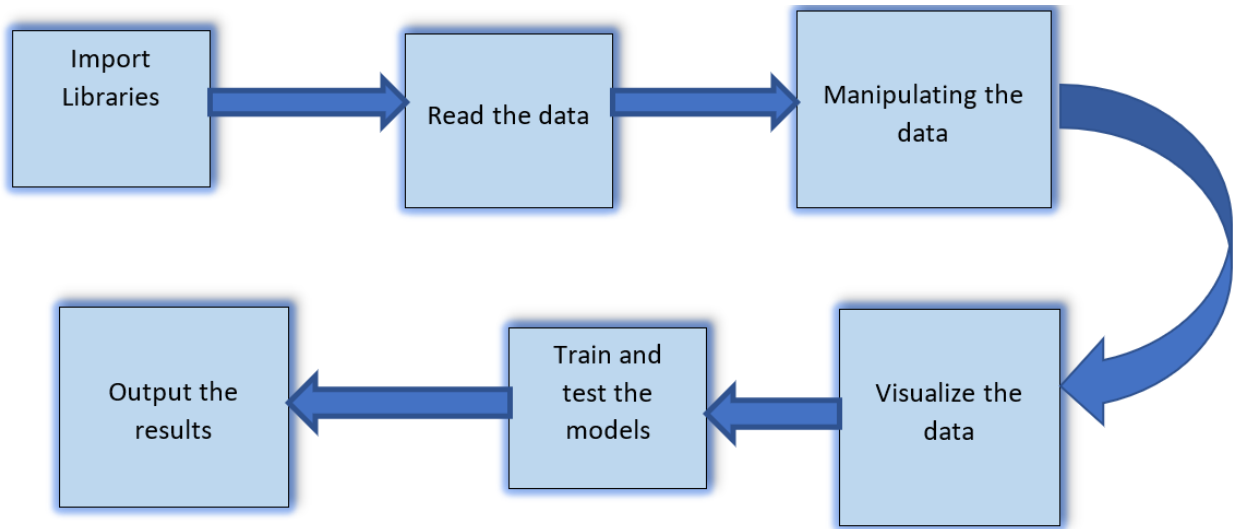 Import
Libraries
Read the data
Manipulating the
data
Visualize the
data
Train and
test the
models
Output the
results